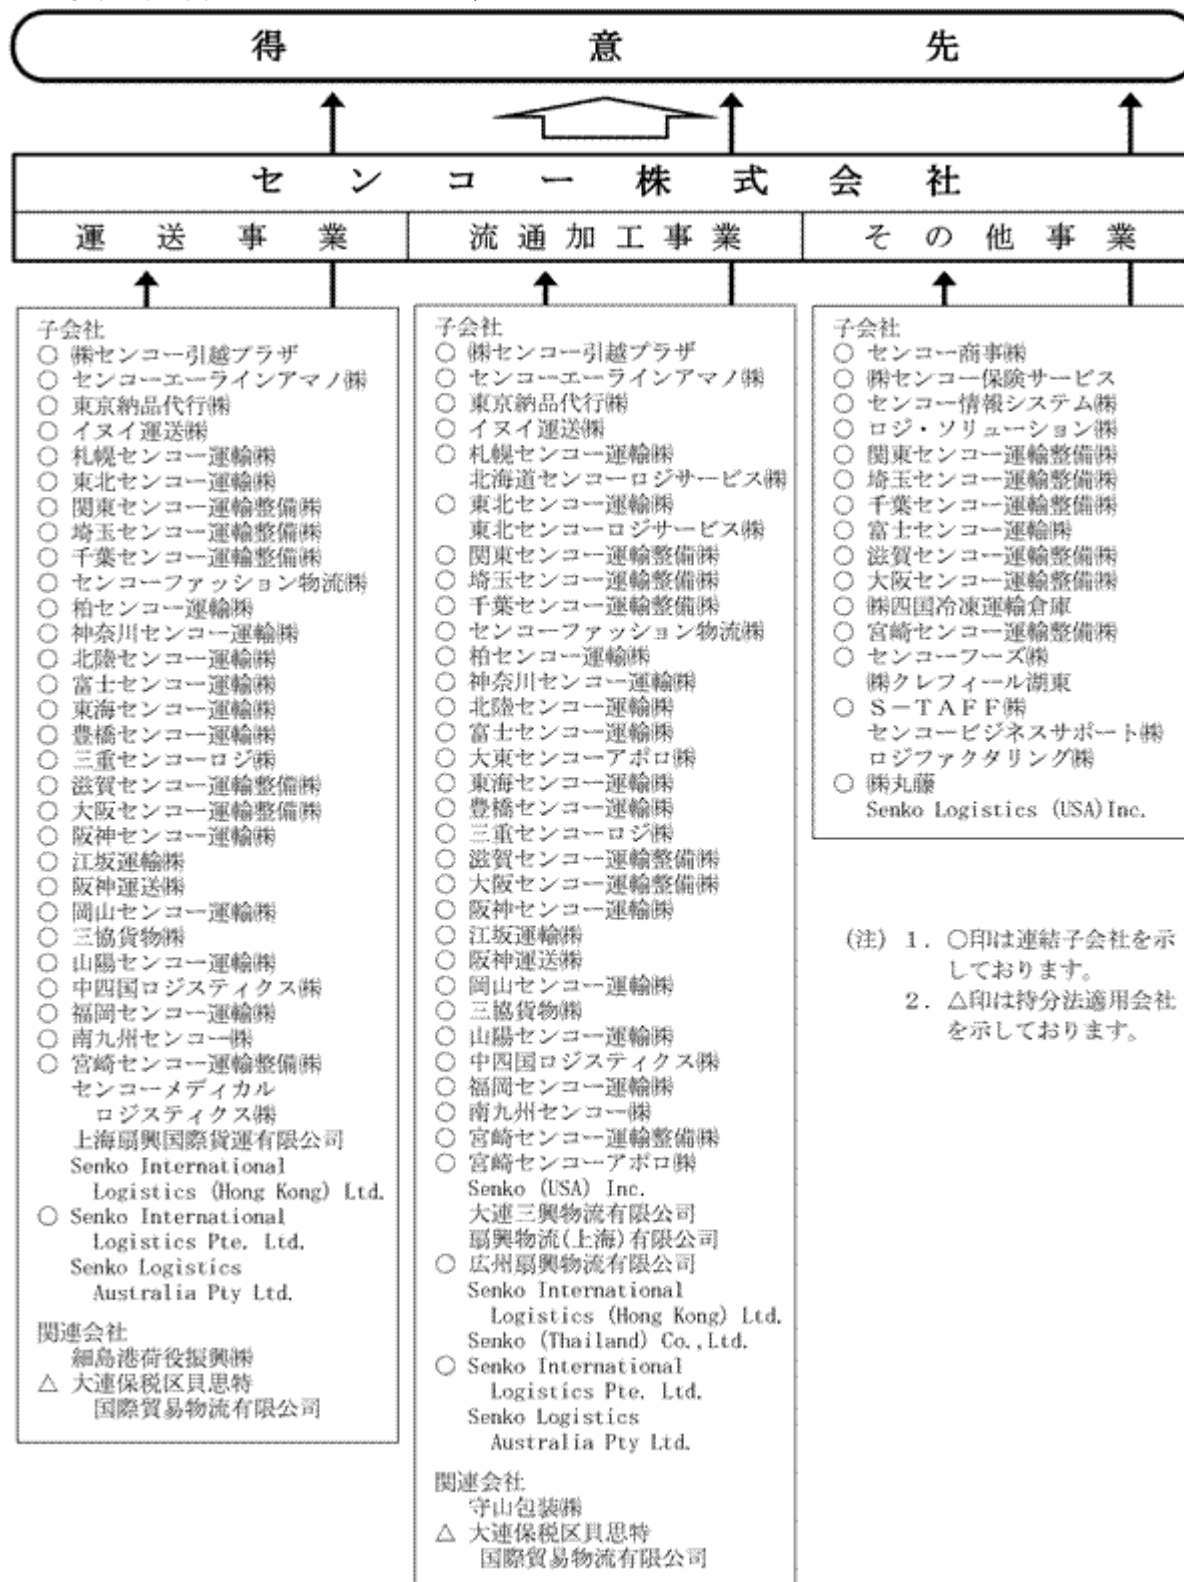 得意先
センコー株式会社
運送事業
流通加工事業
その他事業
子会社
○ ㈱センコー引越プラザ
○ センコーエーラインアマノ㈱
○ 東京納品代行㈱
○ イヌイ運送㈱
○ 札幌センコー運輸㈱
○ 東北センコー運輸㈱
○ 関東センコー運輸整備㈱
○ 埼玉センコー運輸整備㈱
○ 千葉センコー運輸整備㈱
○ センコーファッション物流㈱
○ 柏センコー運輸㈱
○ 神奈川センコー運輸㈱
○ 北陸センコー運輸㈱
○ 富士センコー運輸㈱
○ 東海センコー運輸㈱
○ 豊橋センコー運輸㈱
○ 三重センコーロジ㈱
○ 滋賀センコー運輸整備㈱
○ 大阪センコー運輸整備㈱
○ 阪神センコー運輸㈱
○ 江坂運輸㈱
○ 阪神運送㈱
○ 岡山センコー運輸㈱
○ 三協貨物㈱
○ 山陽センコー運輸㈱
○ 中四国ロジスティクス㈱
○ 福岡センコー運輸㈱
○ 南九州センコー㈱
○ 宮崎センコー運輸整備㈱
センコーメディカル
ロジスティクス㈱
上海扇興国際貨運有限公司
Senko International
Logistics (Hong Kong) Ltd.
○ Senko International
Logistics Pte. Ltd.
Senko Logistics
Australia Pty Ltd.
関連会社
細島港荷役振興㈱
△ 大連保税区貝思特
国際貿易物流有限公司
子会社
○ ㈱センコー引越プラザ
○ センコーエーラインアマノ㈱
○ 東京納品代行㈱
○ イヌイ運送㈱
○ 札幌センコー運輸㈱
北海道センコーロジサービス㈱
○ 東北センコー運輸㈱
東北センコーロジサービス㈱
○ 関東センコー運輸整備㈱
○ 埼玉センコー運輸整備㈱
○ 千葉センコー運輸整備㈱
○ センコーファッション物流㈱
○ 柏センコー運輸㈱
○ 神奈川センコー運輸㈱
○ 北陸センコー運輸㈱
○ 富士センコー運輸㈱
○ 大東センコーアポロ㈱
○ 東海センコー運輸㈱
○ 豊橋センコー運輸㈱
○ 三重センコーロジ㈱
○ 滋賀センコー運輸整備㈱
○ 大阪センコー運輸整備㈱
○ 阪神センコー運輸㈱
○ 江坂運輸㈱
○ 阪神運送㈱
○ 岡山センコー運輸㈱
○ 三協貨物㈱
○ 山陽センコー運輸㈱
○ 中四国ロジスティクス㈱
○ 福岡センコー運輸㈱
○ 南九州センコー㈱
○ 宮崎センコー運輸整備㈱
○ 宮崎センコーアポロ㈱
Senko (USA) Inc.
大連三興物流有限公司
扇興物流(上海)有限公司
○ 広州扇興物流有限公司
Senko International
Logistics (Hong Kong) Ltd.
Senko (Thailand) Co.,Ltd.
○ Senko International
Logistics Pte. Ltd.
Senko Logistics
Australia Pty Ltd.
関連会社
守山包装㈱
△ 大連保税区貝思特
国際貿易物流有限公司
子会社
○ センコー商事㈱
○ ㈱センコー保険サービス
○ センコー情報システム㈱
○ ロジ・ソリューション㈱
○ 関東センコー運輸整備㈱
○ 埼玉センコー運輸整備㈱
○ 千葉センコー運輸整備㈱
○ 富士センコー運輸㈱
○ 滋賀センコー運輸整備㈱
○ 大阪センコー運輸整備㈱
○ ㈱四国冷凍運輸倉庫
○ 宮崎センコー運輸整備㈱
○ センコーフーズ㈱
㈱クレフィール湖東
○ S－TAFF㈱
センコービジネスサポート㈱
ロジファクタリング㈱
○ ㈱丸藤
Senko Logistics (USA)Inc.
(注) 1．○印は連結子会社を示
しております。
2．△印は持分法適用会社
を示しております。